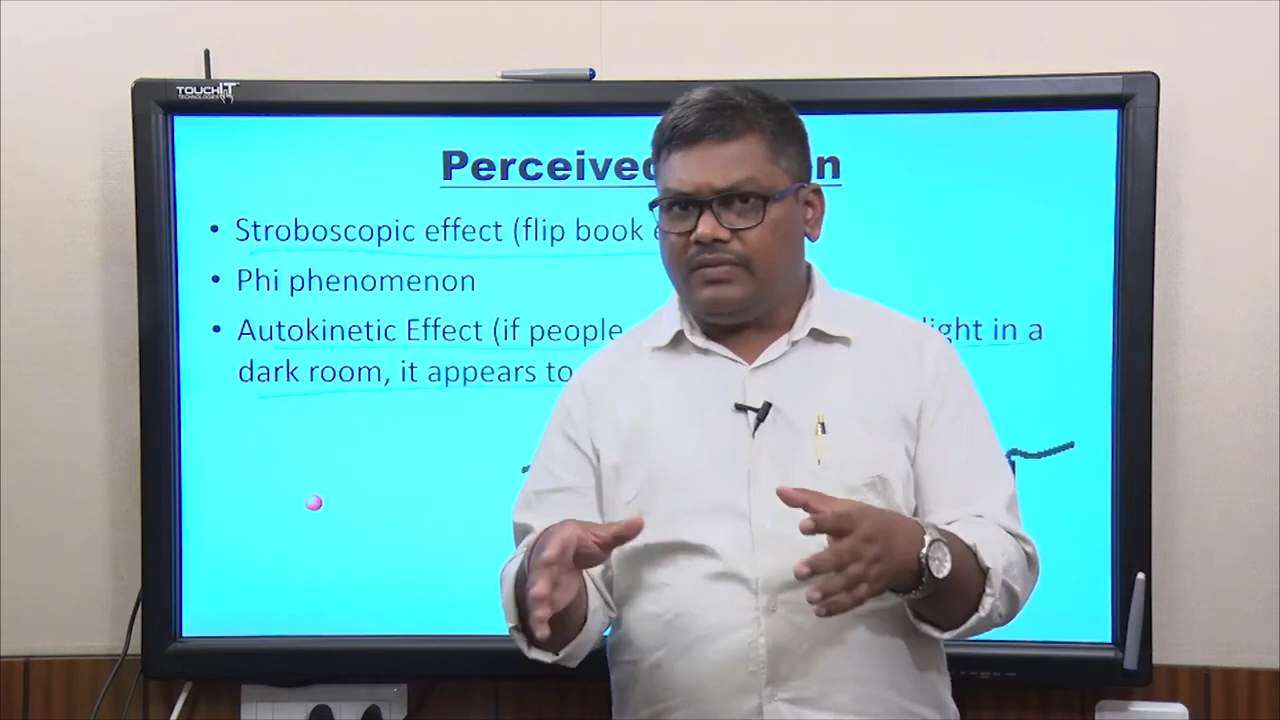 TOUCHIT
TECHNOLOGIES
Perceived
• Stroboscopic effect (flip book
• Phi phenomenon
• Autokinetic Effect (if people light in a
dark room, it appears to